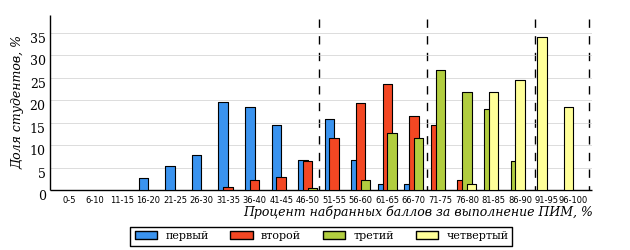 Доля студентов, %
35
30
25
20
15
10
5
0
0-5 6-10 11-15 16-20 21-25 26-30 31-35 36-40 41-45 46-50 51-55 56-60 61-65 66-70 71-75 76-80 81-85 86-90 91-95 96-100
Процент набранных баллов за выполнение ПИМ, %
первый второй третий четвертый